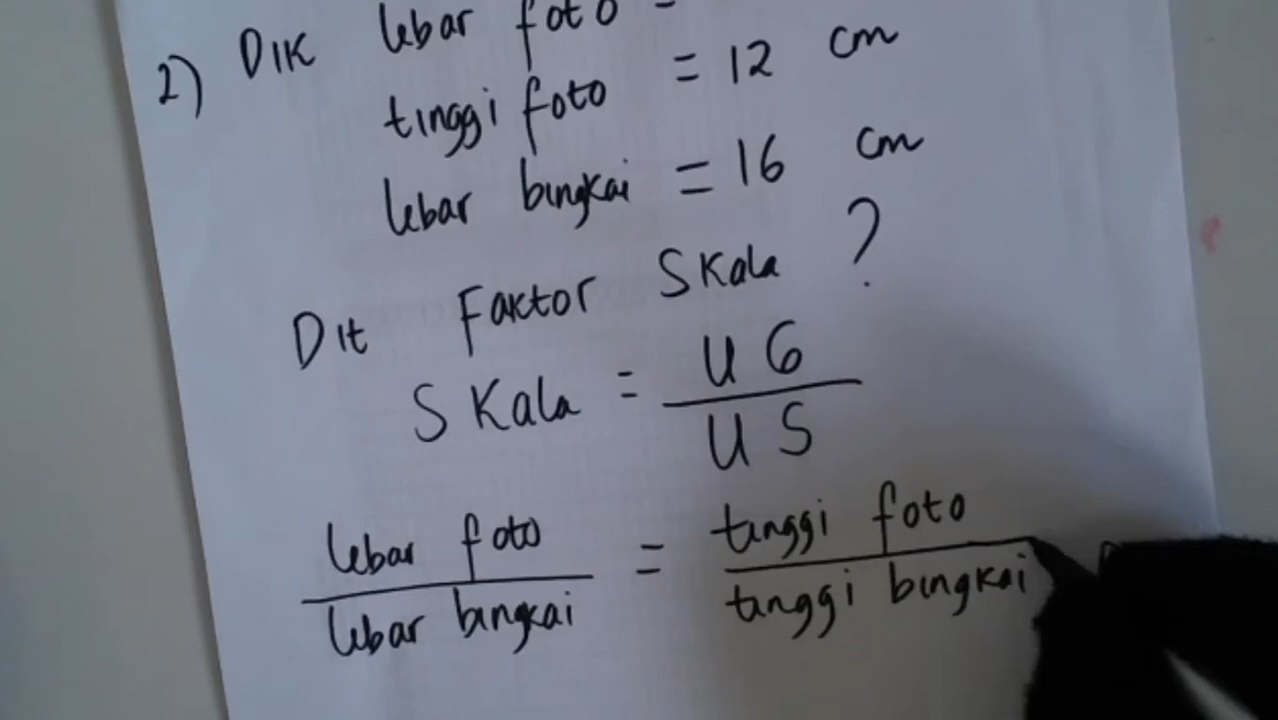 2) DIK lebar foto =
tinggi foto = 12 cm
lebar bingkai = 16 cm
Dit Faktor Skala ?
Skala = UG
US
lebar foto = tinggi foto
lebar bingkai tinggi bingkai